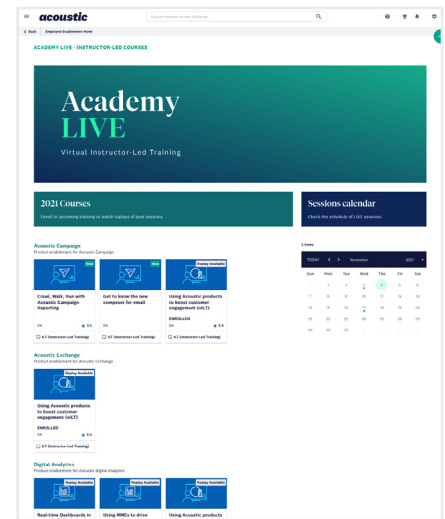 acoustic
Search content in the platform
Back
Employee Enablement Home
ACADEMY LIVE - INSTRUCTOR-LED COURSES
Academy
LIVE
Virtual Instructor-Led Training
2021 Courses
Enroll in upcoming training or watch replays of past sessions.
Sessions calendar
Check the schedule of LIVE sessions
Acoustic Campaign
Product enablement for Acoustic Campaign
New
Crawl, Walk, Run with
Acoustic Campaign
Reporting
EN
5.0
ILT (Instructor-Led Training)
New
Get to know the new
composer for email
ILT (Instructor-Led Training)
Replay Available
Using Acoustic products
to boost customer
engagement (vILT)
ENROLLED
EN
5.0
ILT (Instructor-Led Training)
2 items
TODAY
November
2021
Sun Mon Tue Wed Thu Fri Sat
1 2 3 4 5 6
7 8 9 10 11 12 13
14 15 16 17 18 19 20
21 22 23 24 25 26 27
28 29 30
Acoustic Exchange
Product enablement for Acoustic Exchange
Replay Available
Using Acoustic products
to boost customer
engagement (vILT)
ENROLLED
EN
5.0
ILT (Instructor-Led Training)
Digital Analytics
Product enablement for Acoustic Digital Analytics
Replay Available
Real-time Dashboards in
Replay Available
Using MMCs to drive
Replay Available
Using Acoustic products